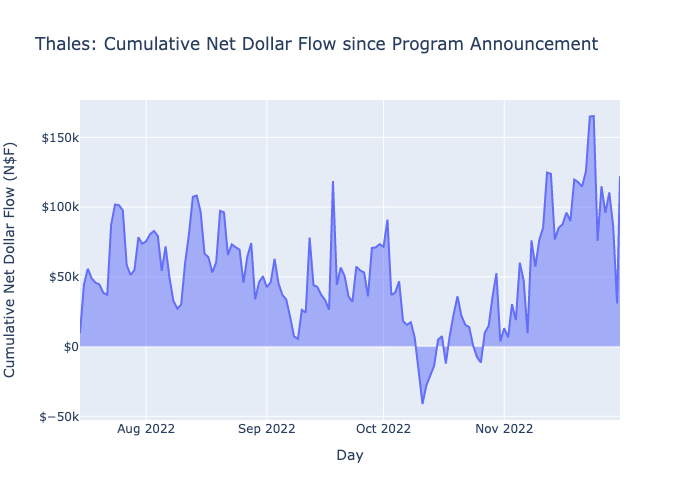 Thales: Cumulative Net Dollar Flow since Program Announcement
Cumulative Net Dollar Flow (N$F)
$150k
$100k
$50k
$0
$−50k
Aug 2022
Sep 2022
Oct 2022
Nov 2022
Day